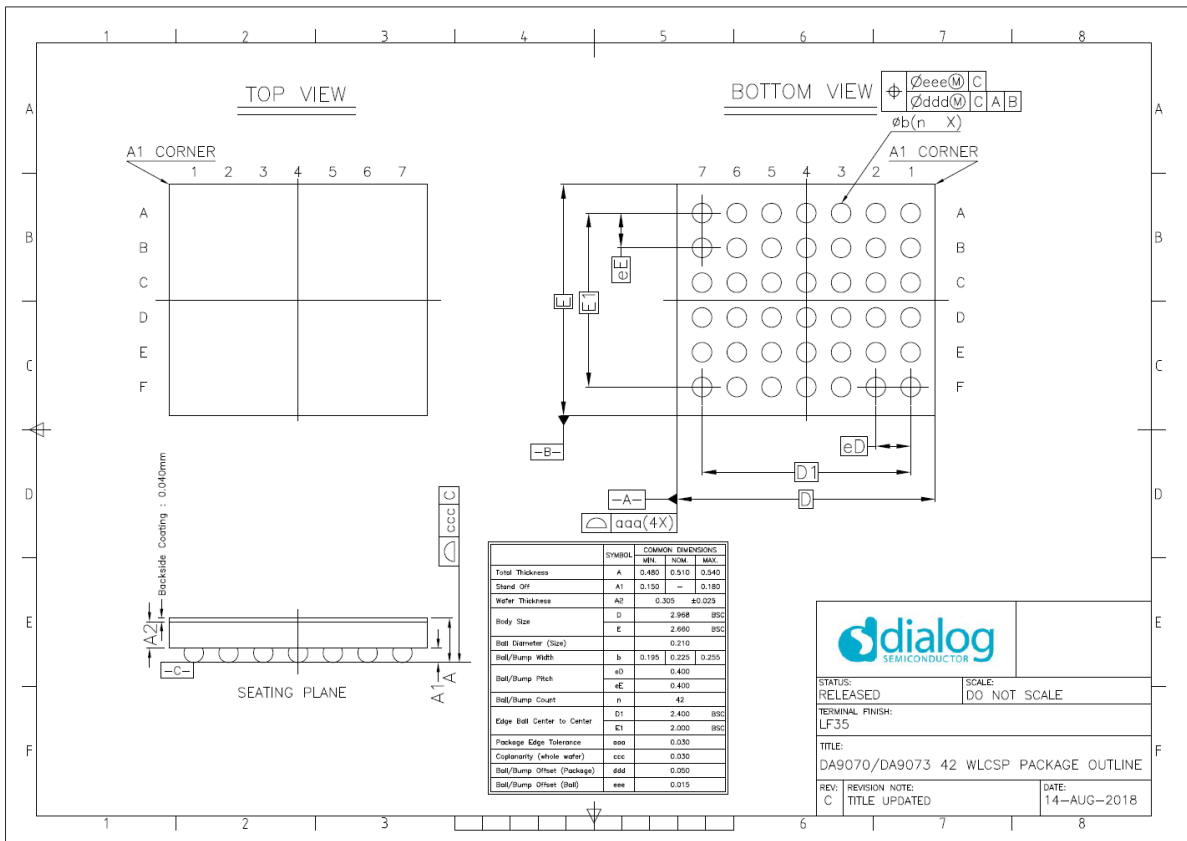 1 2 3 4 5 6 7 8
A A
B B
C C
D D
E E
F F
TOP VIEW
A1 CORNER
1 2 3 4 5 6 7
A
B
C
D
E
F
BOTTOM VIEW
Øeee Ⓜ C
Øddd Ⓜ C A B
øb(n X)
A1 CORNER
7 6 5 4 3 2 1
A
B
C
D
E
F
eE
E1
E
-B-
eD
D1
D
-A-
aaa(4X)
Backside Coating : 0.040mm
ccc C
A2
A1
A
-C-
SEATING PLANE
SYMBOL COMMON DIMENSIONS
MIN. NOM. MAX.
Total Thickness A 0.480 0.510 0.540
Stand Off A1 0.150 — 0.180
Wafer Thickness A2 0.305 ±0.025
Body Size D 2.968 BSC
E 2.660 BSC
Ball Diameter (Size) 0.210
Ball/Bump Width b 0.195 0.225 0.255
Ball/Bump Pitch eD 0.400
eE 0.400
Ball/Bump Count n 42
Edge Ball Center to Center D1 2.400 BSC
E1 2.000 BSC
Package Edge Tolerance aaa 0.030
Coplanarity (whole wafer) ccc 0.030
Ball/Bump Offset (Package) ddd 0.050
Ball/Bump Offset (Ball) eee 0.015
dialog
SEMICONDUCTOR
STATUS: SCALE:
RELEASED DO NOT SCALE
TERMINAL FINISH:
LF35
TITLE:
DA9070/DA9073 42 WLCSP PACKAGE OUTLINE
REV: REVISION NOTE: DATE:
C TITLE UPDATED 14-AUG-2018
1 2 3 6 7 8